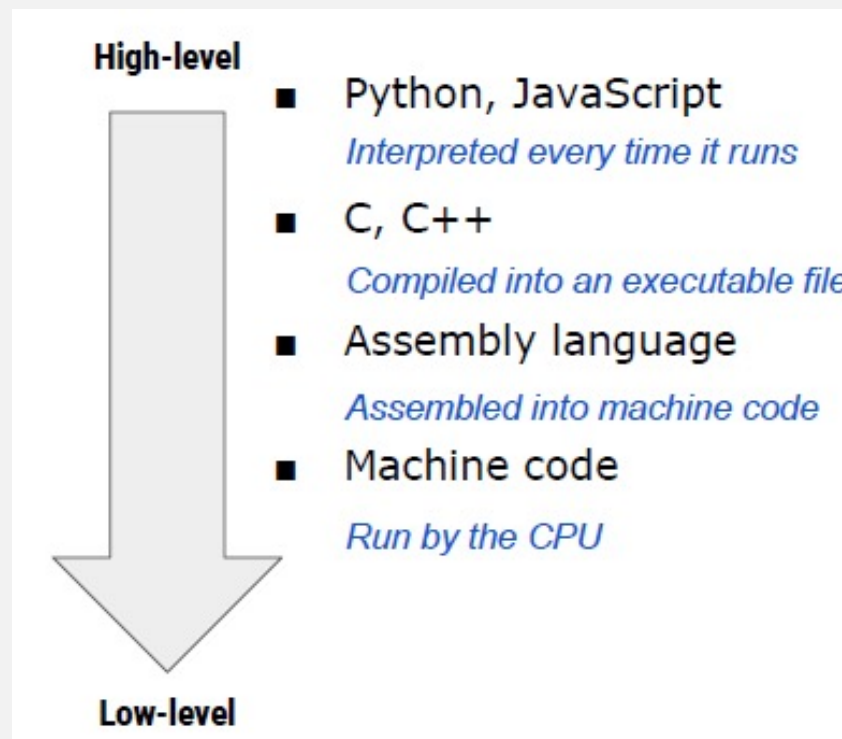 High-level
■ Python, JavaScript
Interpreted every time it runs
■ C, C++
Compiled into an executable file
■ Assembly language
Assembled into machine code
■ Machine code
Run by the CPU
Low-level